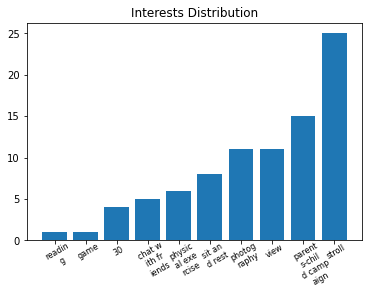 Interests Distribution
25
20
15
10
5
0
readin
g
game
30
chat w
ith fr
iends
physic
al exe
rcise
sit an
d rest
photog
raphy
view
parent
s-chil
d camp
aign
stroll